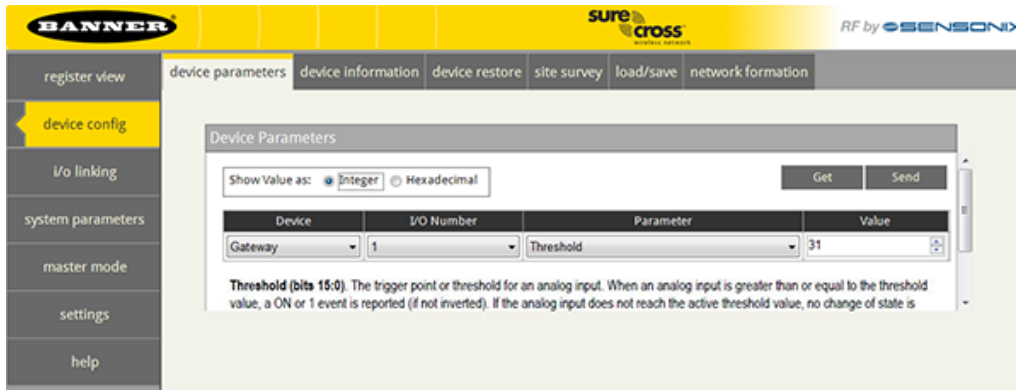 BANNER
sure cross
wireless network
RF by SENSONIX
register view
device config
i/o linking
system parameters
master mode
settings
help
device parameters device information device restore site survey load/save network formation
Device Parameters
Show Value as: Integer Hexadecimal
Get Send
Device I/O Number Parameter Value
Gateway 1 Threshold 31
Threshold (bits 15:0). The trigger point or threshold for an analog input. When an analog input is greater than or equal to the threshold
value, a ON or 1 event is reported (if not inverted). If the analog input does not reach the active threshold value, no change of state is